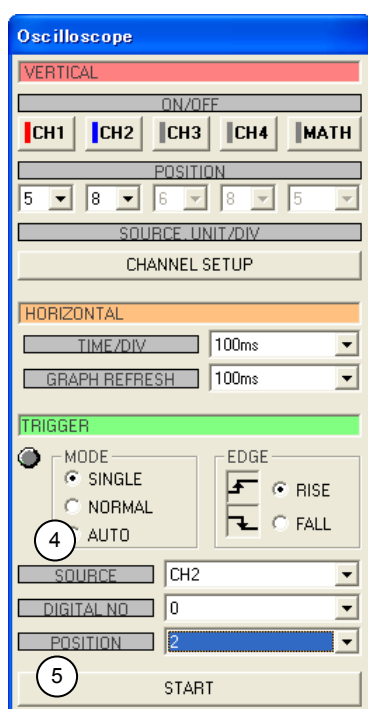 Oscilloscope
VERTICAL
ON/OFF
CH1 CH2 CH3 CH4 MATH
POSITION
5 8 6 8 5
SOURCE. UNIT/DIV
CHANNEL SETUP
HORIZONTAL
TIME/DIV 100ms
GRAPH REFRESH 100ms
TRIGGER
MODE EDGE
SINGLE
RISE
NORMAL
FALL
4 AUTO
SOURCE CH2
DIGITAL NO 0
POSITION 2
5
START